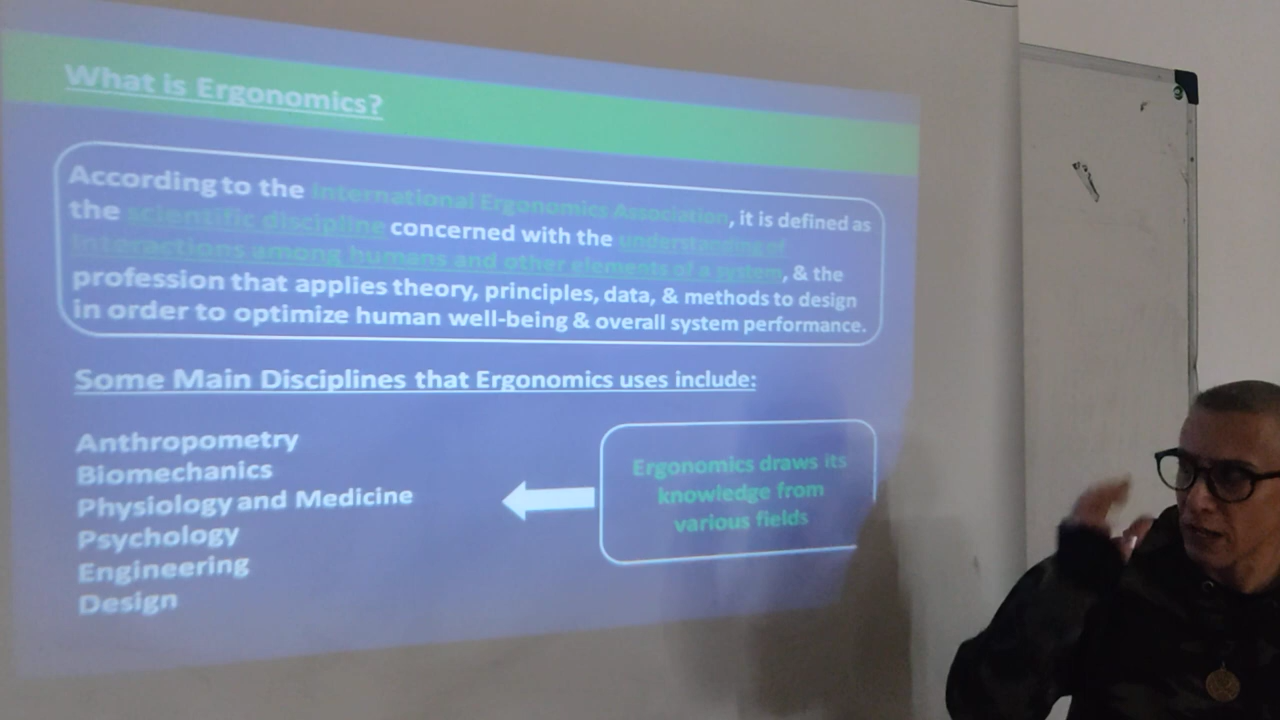 What is Ergonomics?
According to the International Ergonomics Association, it is defined as
the scientific discipline concerned with the understanding of
interactions among humans and other elements of a system, & the
profession that applies theory, principles, data, & methods to design
in order to optimize human well-being & overall system performance.
Some Main Disciplines that Ergonomics uses include:
Anthropometry
Biomechanics
Physiology and Medicine
Psychology
Engineering
Design
Ergonomics draws its
knowledge from
various fields